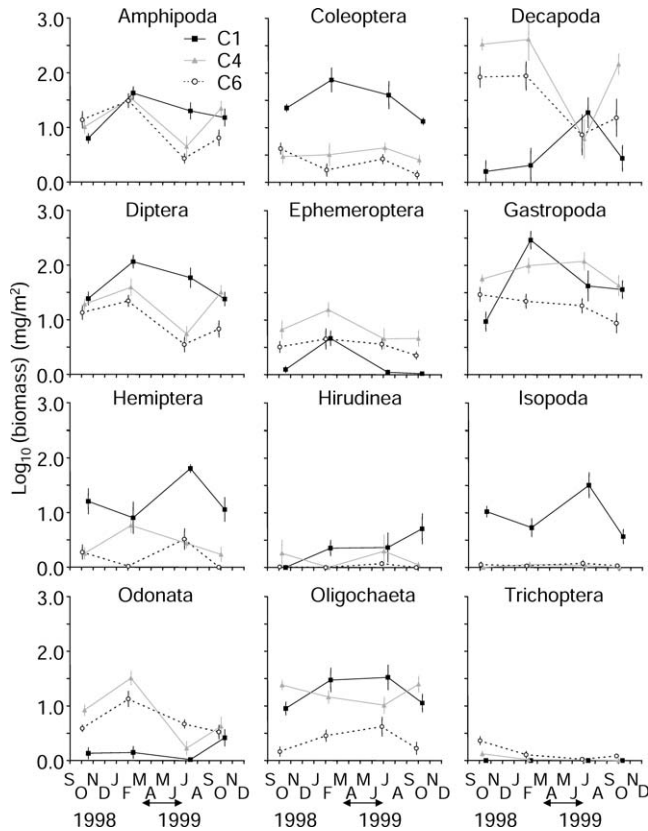 Amphipoda Coleoptera Decapoda
3.0
2.0
1.0
0.0
C1
C4
C6
Diptera Ephemeroptera Gastropoda
3.0
2.0
1.0
0.0
Log₁₀ (biomass) (mg/m²)
Hemiptera Hirudinea Isopoda
3.0
2.0
1.0
0.0
Odonata Oligochaeta Trichoptera
3.0
2.0
1.0
0.0
S N J M M J S N S N J M M J S N S N J M M J S N
O D F A J A O D O D F A J A O D O D F A J A O D
1998 1999 1998 1999 1998 1999